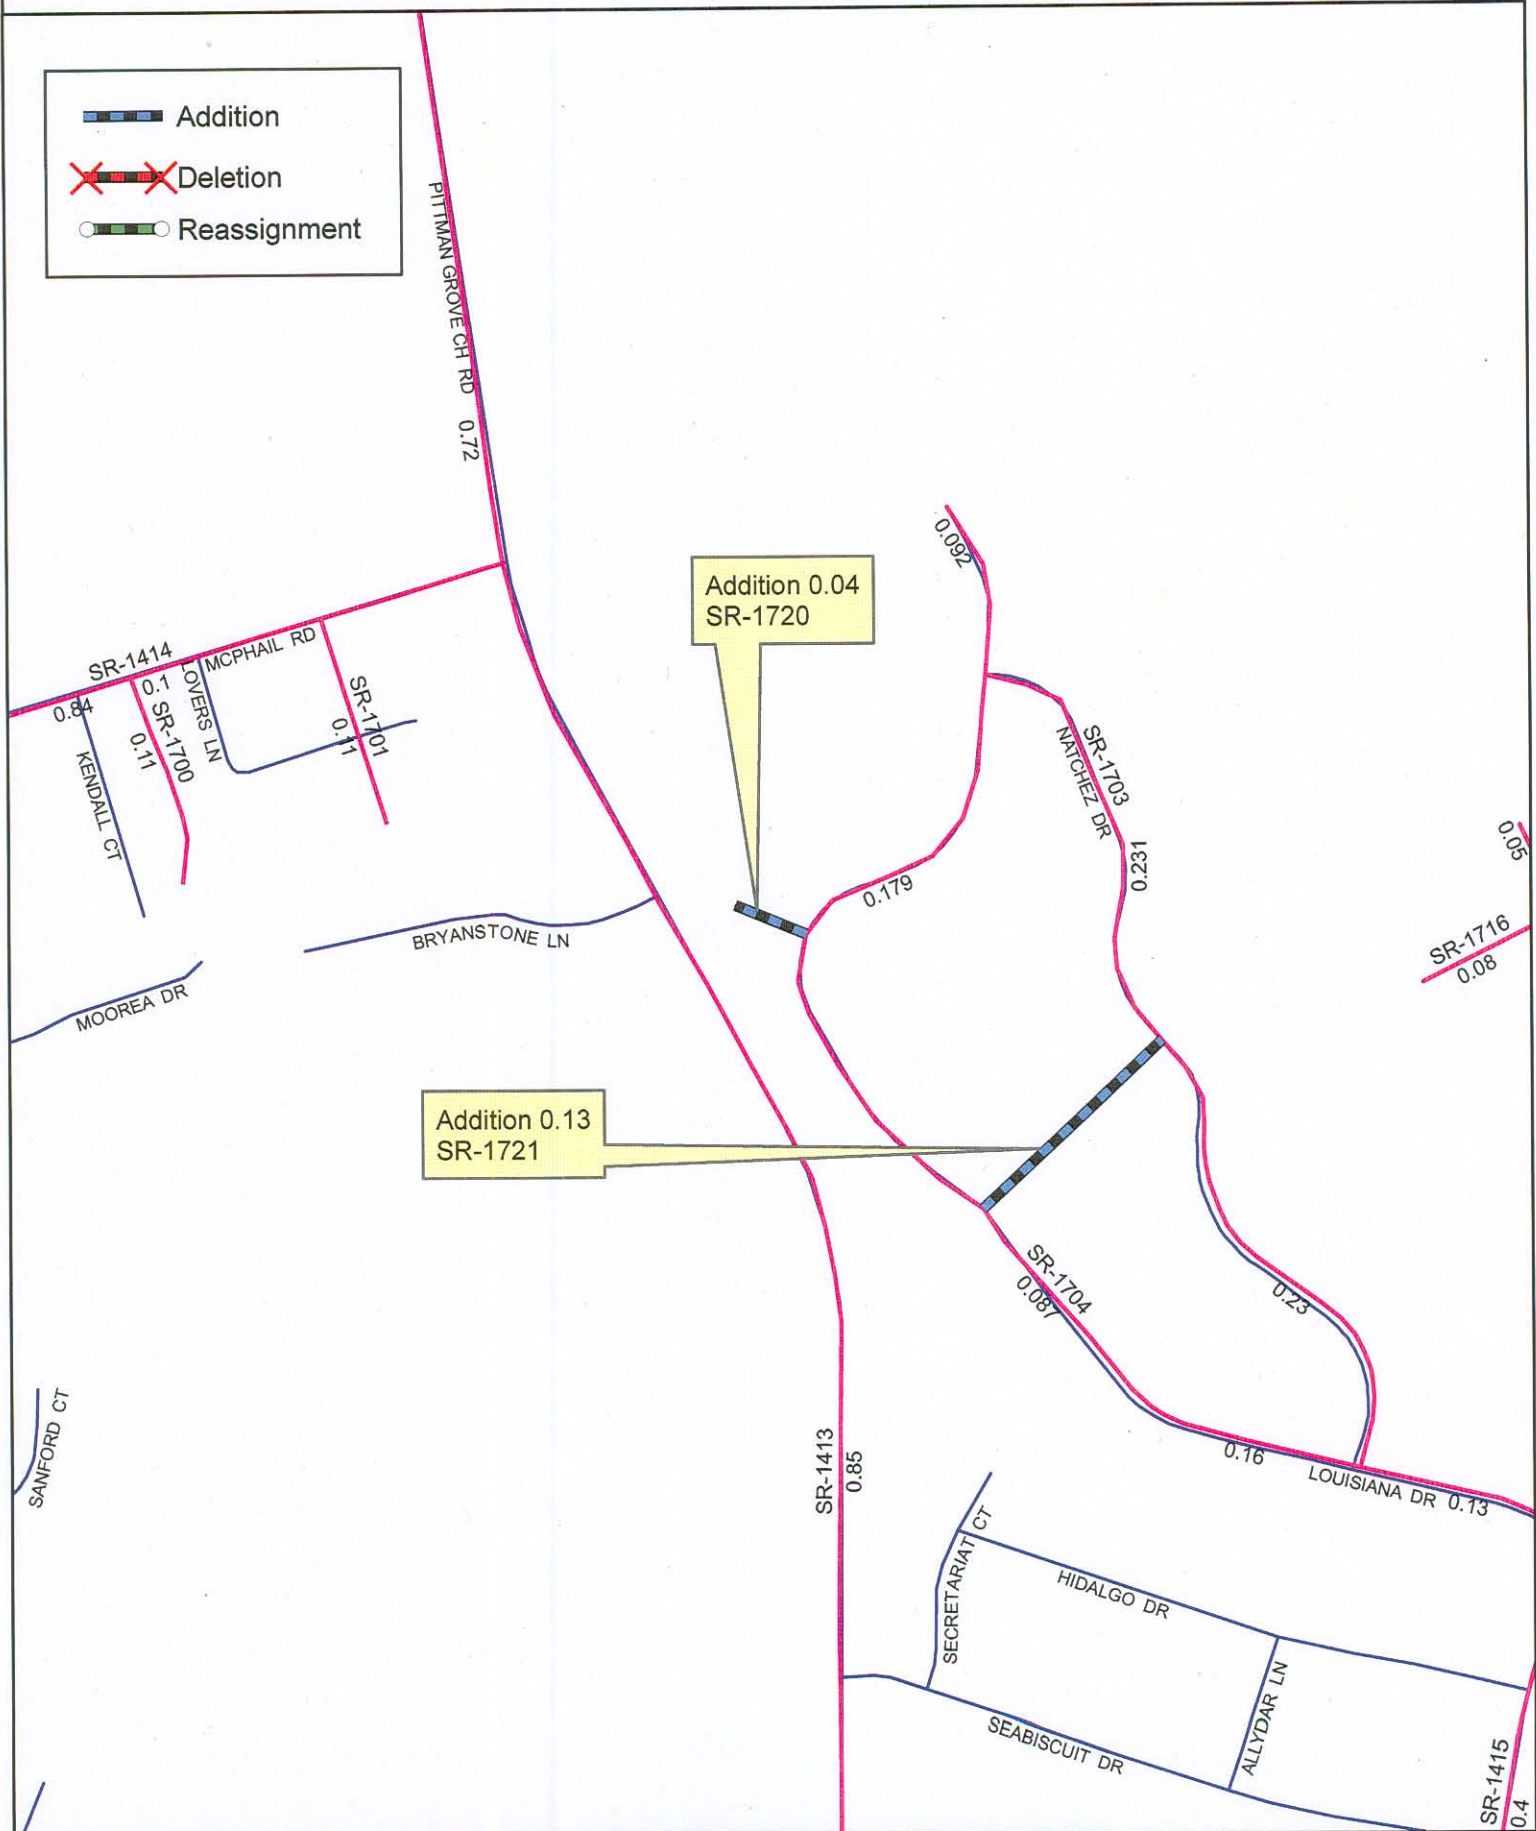 Addition
Deletion
Reassignment
PITTMAN GROVE CH RD 0.72
0.092
Addition 0.04
SR-1720
SR-1414
MCPHAIL RD
0.1
0.84
LOVERS LN
SR-1700
0.11
SR-1701
0.11
KENDALL CT
SR-1703
NATCHEZ DR
0.231
0.179
0.05
SR-1716
0.08
BRYANSTONE LN
MOOREA DR
Addition 0.13
SR-1721
SR-1704
0.087
0.23
SANFORD CT
SR-1413
0.85
0.16
LOUISIANA DR 0.13
SECRETARIAT CT
HIDALGO DR
ALLYDAR LN
SEABISCUIT DR
SR-1415
0.4